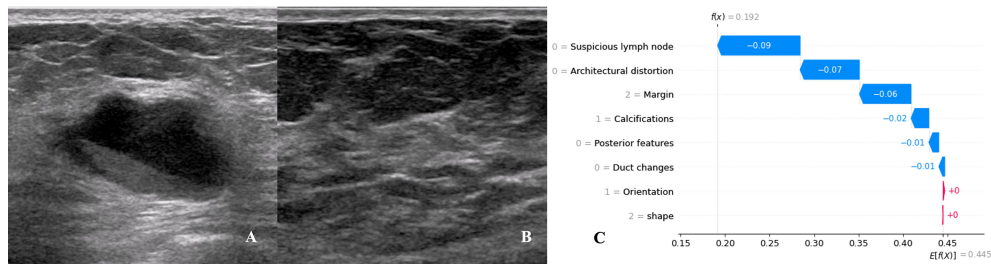 A
B
C
f(x) = 0.192
0 = Suspicious lymph node
−0.09
0 = Architectural distortion
−0.07
2 = Margin
−0.06
1 = Calcifications
−0.02
0 = Posterior features
−0.01
0 = Duct changes
−0.01
1 = Orientation
+0
2 = shape
+0
0.15 0.20 0.25 0.30 0.35 0.40 0.45
E[f(X)] = 0.445